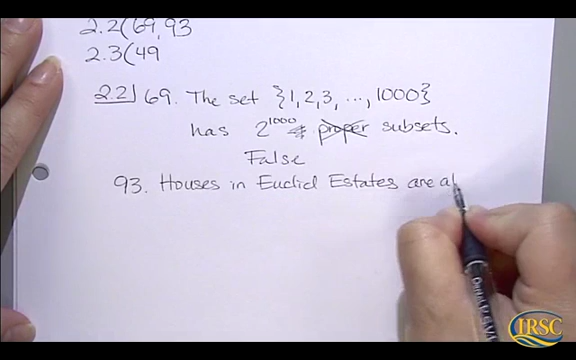 2.2(69, 93
2.3(49
2.2| 69. The set {1, 2, 3, ..., 1000}
has 2^1000 proper subsets.
False
93. Houses in Euclid Estates are al
IRSC